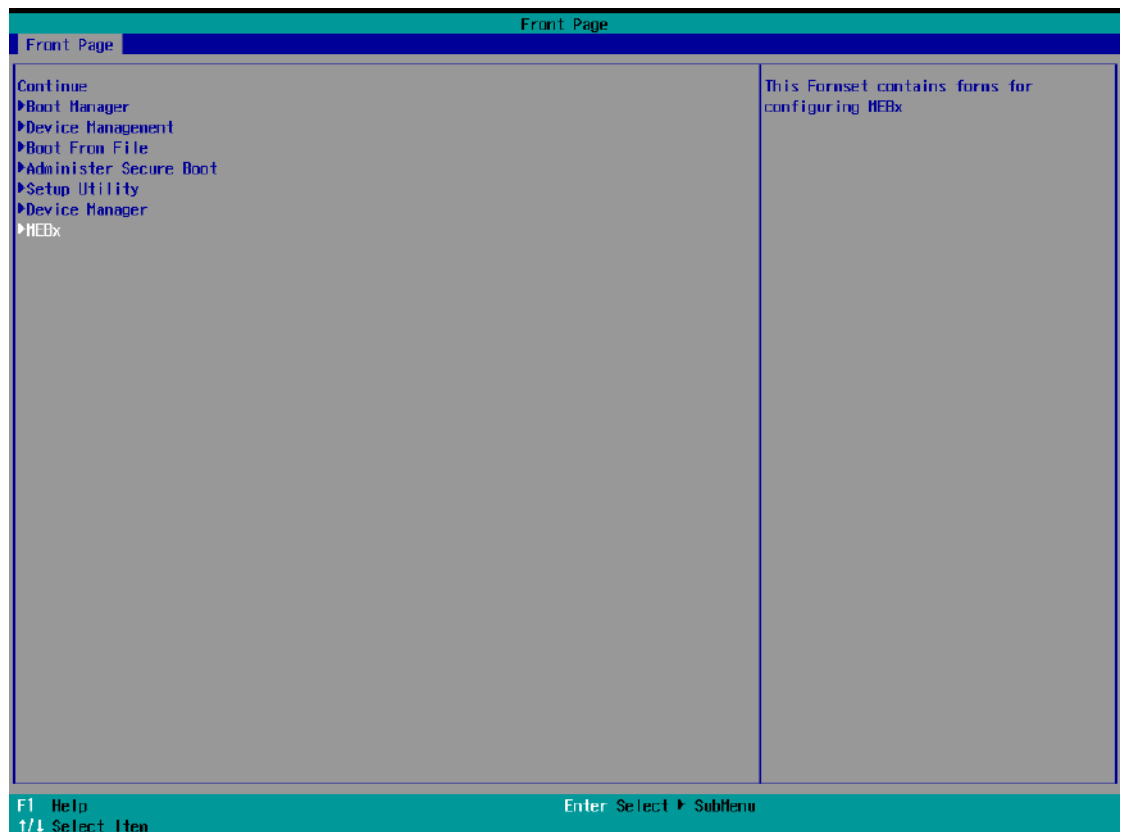 Front Page
Front Page
Continue
▶Boot Manager
▶Device Management
▶Boot From File
▶Administer Secure Boot
▶Setup Utility
▶Device Manager
▶MEBx
This Formset contains forms for
configuring MEBx
F1 Help
Enter Select ▶ SubMenu
↑/↓ Select Item